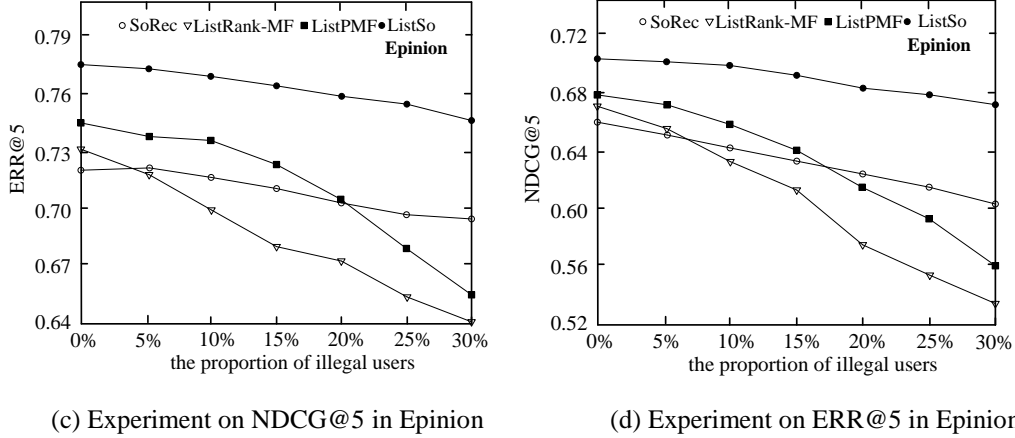 SoRec ListRank-MF ListPMF ListSo
Epinion
0.79
0.76
0.73
0.70
0.67
0.64
ERR@5
0% 5% 10% 15% 20% 25% 30%
the proportion of illegal users
(c) Experiment on NDCG@5 in Epinion
SoRec ListRank-MF ListPMF ListSo
Epinion
0.72
0.68
0.64
0.60
0.56
0.52
NDCG@5
0% 5% 10% 15% 20% 25% 30%
the proportion of illegal users
(d) Experiment on ERR@5 in Epinion